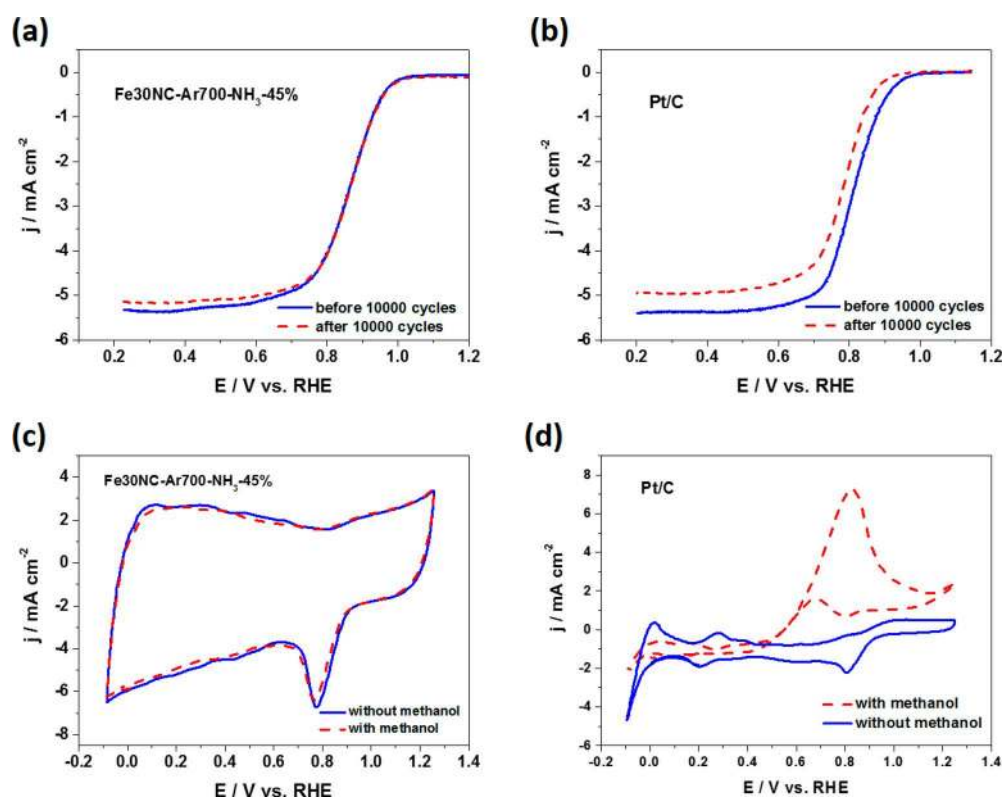 (a)
Fe30NC-Ar700-NH3-45%
0
-1
-2
-3
-4
-5
-6
j / mA cm-2
before 10000 cycles
after 10000 cycles
0.2 0.4 0.6 0.8 1.0 1.2
E / V vs. RHE
(b)
Pt/C
0
-1
-2
-3
-4
-5
-6
j / mA cm-2
before 10000 cycles
after 10000 cycles
0.2 0.4 0.6 0.8 1.0 1.2
E / V vs. RHE
(c)
Fe30NC-Ar700-NH3-45%
4
2
0
-2
-4
-6
-8
j / mA cm-2
without methanol
with methanol
-0.2 0.0 0.2 0.4 0.6 0.8 1.0 1.2 1.4
E / V vs. RHE
(d)
Pt/C
8
6
4
2
0
-2
-4
-6
j / mA cm-2
with methanol
without methanol
-0.2 0.0 0.2 0.4 0.6 0.8 1.0 1.2 1.4
E / V vs. RHE